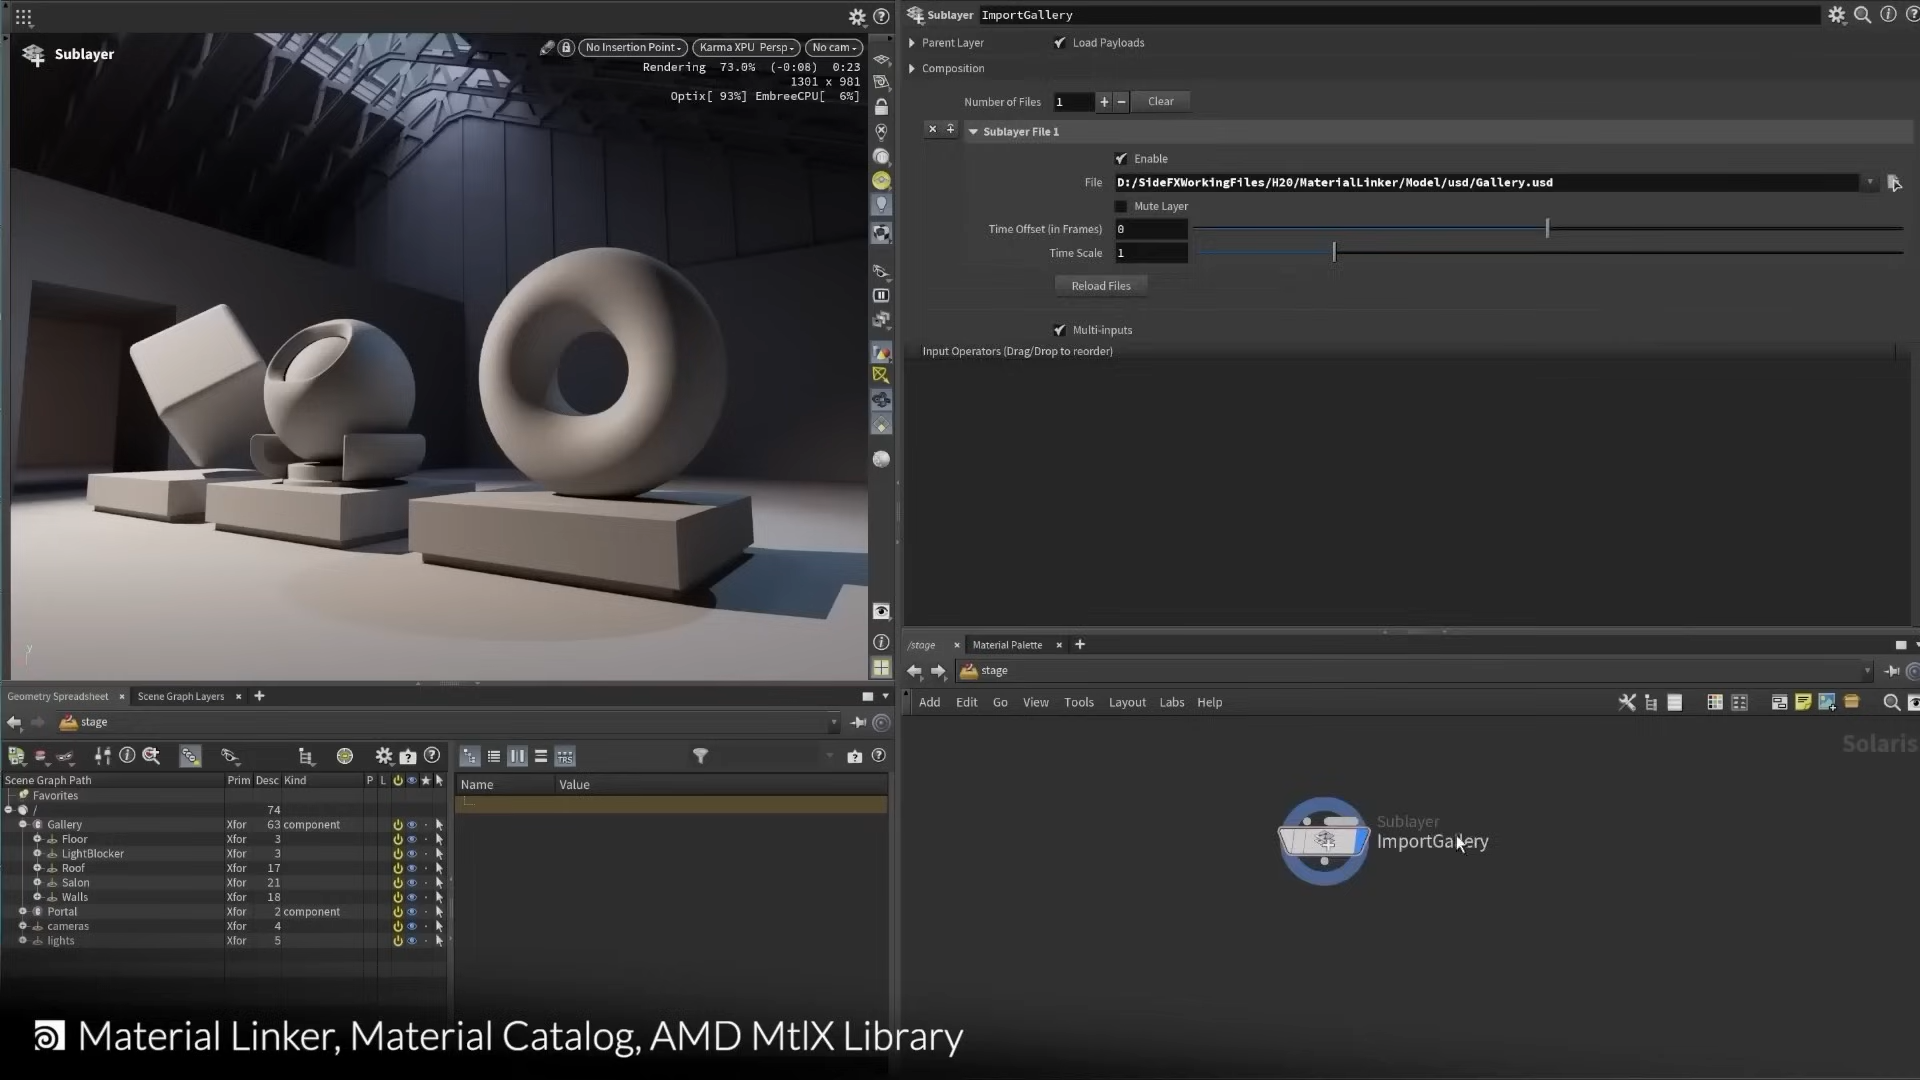 Sublayer
No Insertion Point
Karma XPU Persp
No cam
Rendering 73.0% (-0:08) 0:23
1301 x 981
Optix[ 93%] EmbreeCPU[ 6%]
y
Sublayer ImportGallery
Parent Layer
Load Payloads
Composition
Number of Files 1 + − Clear
Sublayer File 1
Enable
File D:/SideFXWorkingFiles/H20/MaterialLinker/Model/usd/Gallery.usd
Mute Layer
Time Offset (in Frames) 0
Time Scale 1
Reload Files
Multi-inputs
Input Operators (Drag/Drop to reorder)
/stage × Material Palette × +
stage
Add Edit Go View Tools Layout Labs Help
Solaris
Sublayer
ImportGallery
Geometry Spreadsheet × Scene Graph Layers × +
stage
Scene Graph Path Prim Desc Kind P L
Favorites
/ 74
Gallery Xfor 63 component
Floor Xfor 3
LightBlocker Xfor 3
Roof Xfor 17
Salon Xfor 21
Walls Xfor 18
Portal Xfor 2 component
cameras Xfor 4
lights Xfor 5
Name Value
Material Linker, Material Catalog, AMD MtlX Library